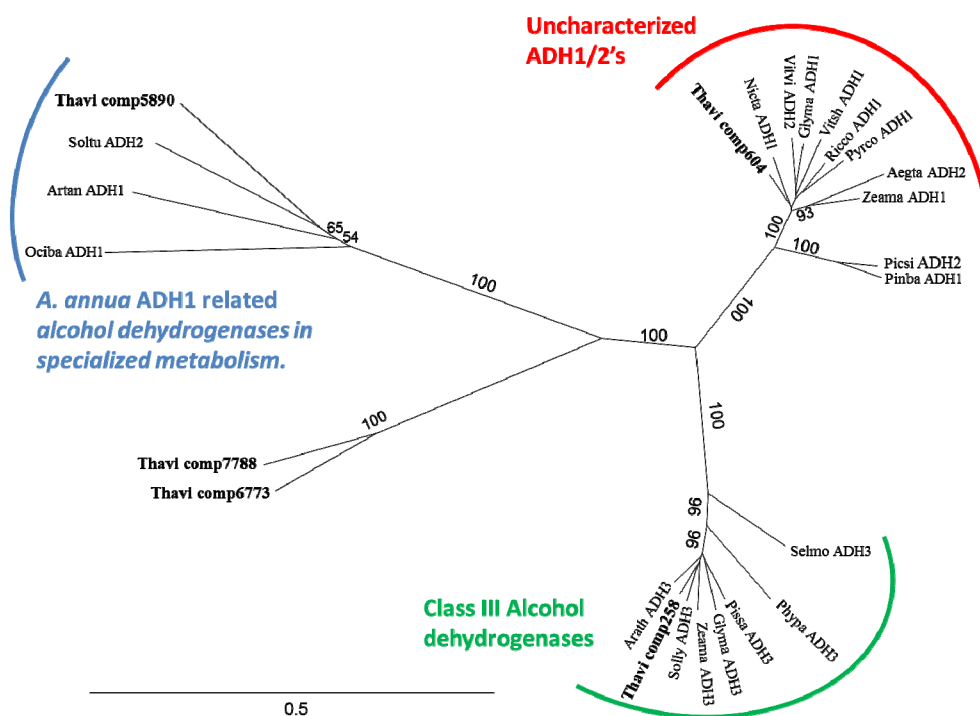 Uncharacterized
ADH1/2's
Thavi comp5890
Soltu ADH2
Artan ADH1
Ociba ADH1
65
54
100
A. annua ADH1 related
alcohol dehydrogenases in
specialized metabolism.
Thavi comp604
Nicta ADH1
Vitvi ADH2
Glyma ADH1
Vitsh ADH1
Ricco ADH1
Pyrco ADH1
Aegta ADH2
Zeama ADH1
93
100
100
Picsi ADH2
Pinba ADH1
100
100
100
Thavi comp7788
Thavi comp6773
100
96
96
Selmo ADH3
Phypa ADH3
Pissa ADH3
Glyma ADH3
Zeama ADH3
Solly ADH3
Thavi comp258
Arath ADH3
Class III Alcohol
dehydrogenases
0.5